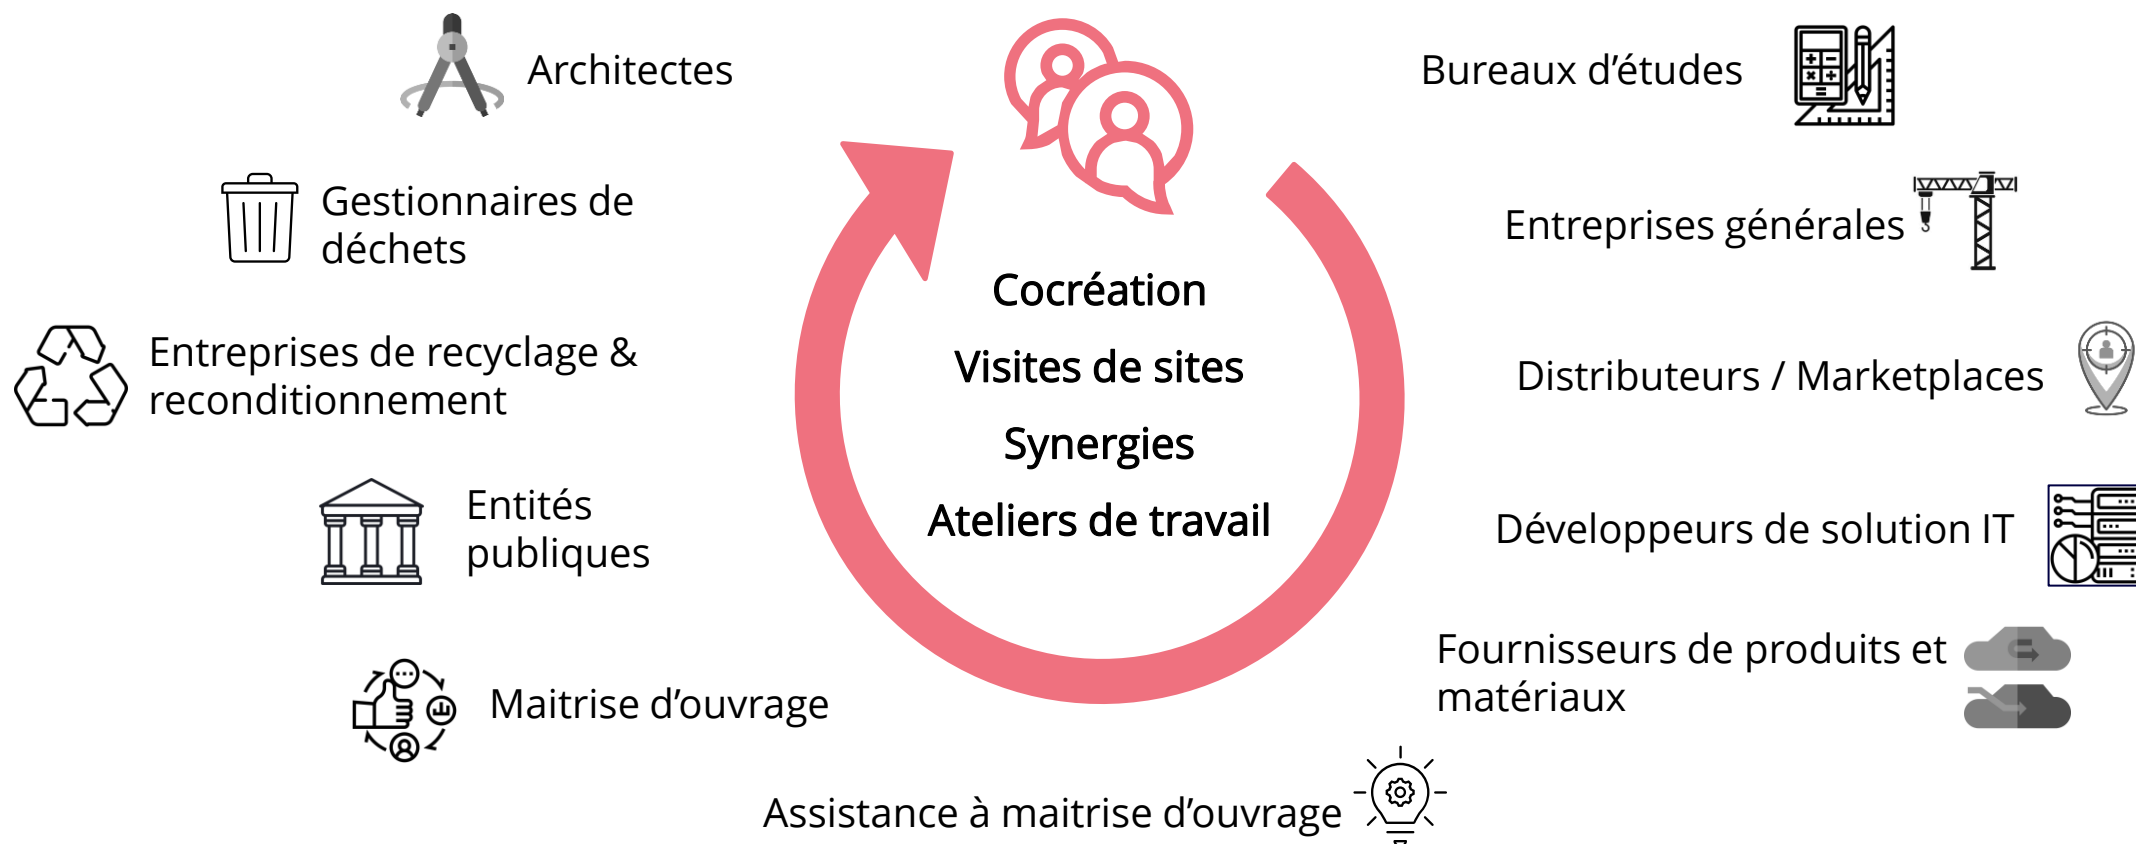 Architectes
Gestionnaires de
déchets
Entreprises de recyclage &
reconditionnement
Entités
publiques
Maitrise d’ouvrage
Cocréation
Visites de sites
Synergies
Ateliers de travail
Bureaux d’études
Entreprises générales
Distributeurs / Marketplaces
Développeurs de solution IT
Fournisseurs de produits et
matériaux
Assistance à maitrise d’ouvrage